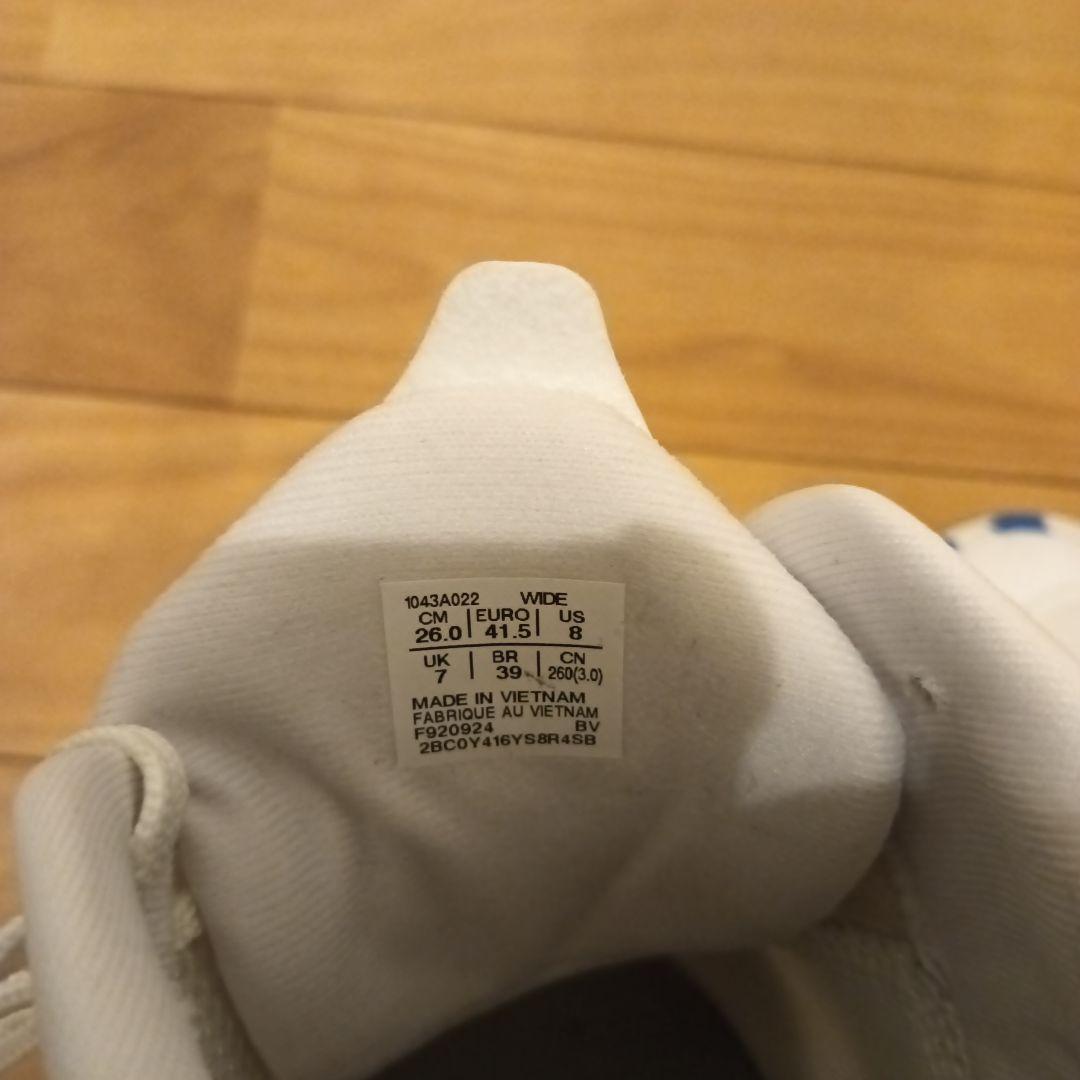 1043A022 WIDE
CM | EURO | US
26.0 | 41.5 | 8
UK | BR | CN
7 | 39 | 260(3.0)
MADE IN VIETNAM
FABRIQUE AU VIETNAM
F920924 BV
2BC0Y416YS8R4SB